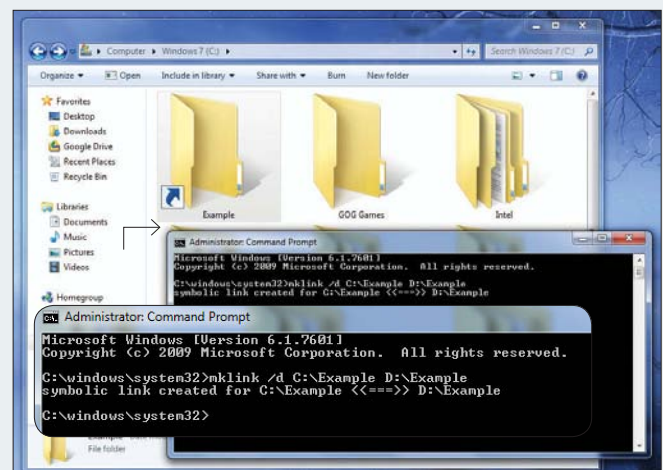 Computer ▸ Windows 7 (C:) ▸
Search Windows 7 (C:)
Organize ▾ Open Include in library ▾ Share with ▾ Burn New folder
Favorites
Desktop
Downloads
Google Drive
Recent Places
Recycle Bin
Libraries
Documents
Music
Pictures
Videos
Homegroup
Example
GOG Games
Intel
Administrator: Command Prompt
Microsoft Windows [Version 6.1.7601]
Copyright (c) 2009 Microsoft Corporation. All rights reserved.
C:\windows\system32>mklink /d C:\Example D:\Example
symbolic link created for C:\Example <<===>> D:\Example
Administrator: Command Prompt
Microsoft Windows [Version 6.1.7601]
Copyright (c) 2009 Microsoft Corporation. All rights reserved.
C:\windows\system32>mklink /d C:\Example D:\Example
symbolic link created for C:\Example <<===>> D:\Example
C:\windows\system32>
File folder